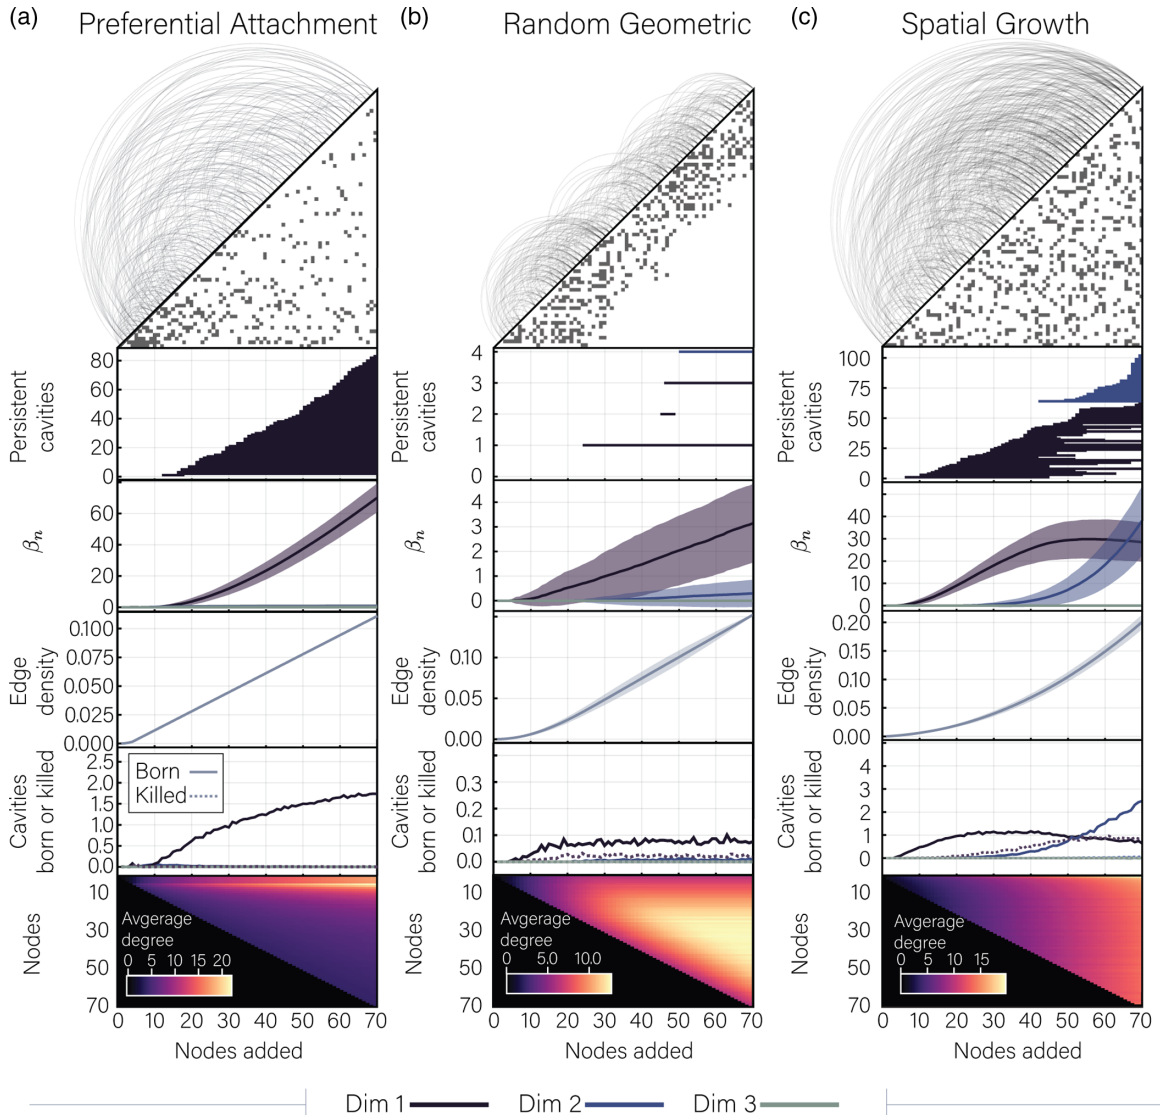 (a) Preferential Attachment (b) Random Geometric (c) Spatial Growth
Persistent
cavities
80
60
40
20
0
Persistent
cavities
4
3
2
1
0
Persistent
cavities
100
75
50
25
0
βn
60
40
20
0
βn
4
3
2
1
0
βn
40
30
20
10
0
Edge
density
0.100
0.075
0.050
0.025
0.000
Edge
density
0.10
0.05
0.00
Edge
density
0.20
0.15
0.10
0.05
0.00
Cavities
born or killed
2.5
2.0
1.5
1.0
0.5
0.0
Born
Killed
Cavities
born or killed
0.4
0.3
0.2
0.1
0.0
Cavities
born or killed
4
3
2
1
0
Nodes
10
30
50
70
Avgerage
degree
0 5 10 15 20
0 10 20 30 40 50 60 70
Nodes added
Nodes
10
30
50
70
Avgerage
degree
0 5.0 10.0
0 10 20 30 40 50 60 70
Nodes added
Nodes
10
30
50
70
Avgerage
degree
0 5 10 15
0 10 20 30 40 50 60 70
Nodes added
Dim 1 Dim 2 Dim 3